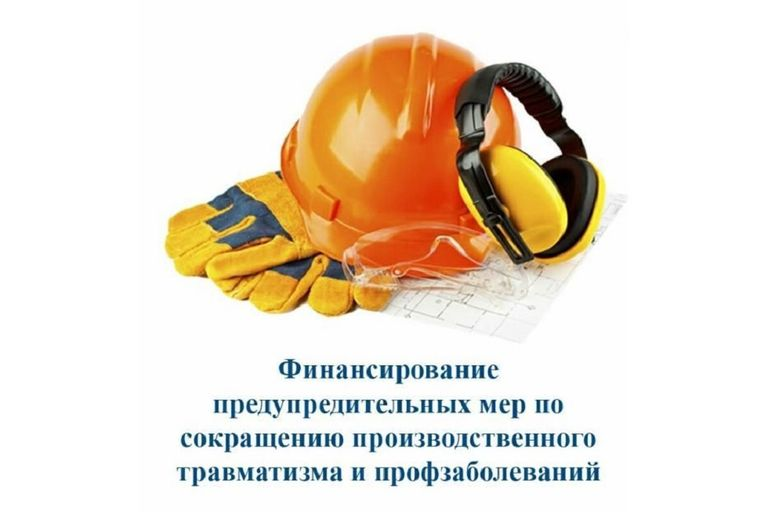 Финансирование
предупредительных мер по
сокращению производственного
травматизма и профзаболеваний